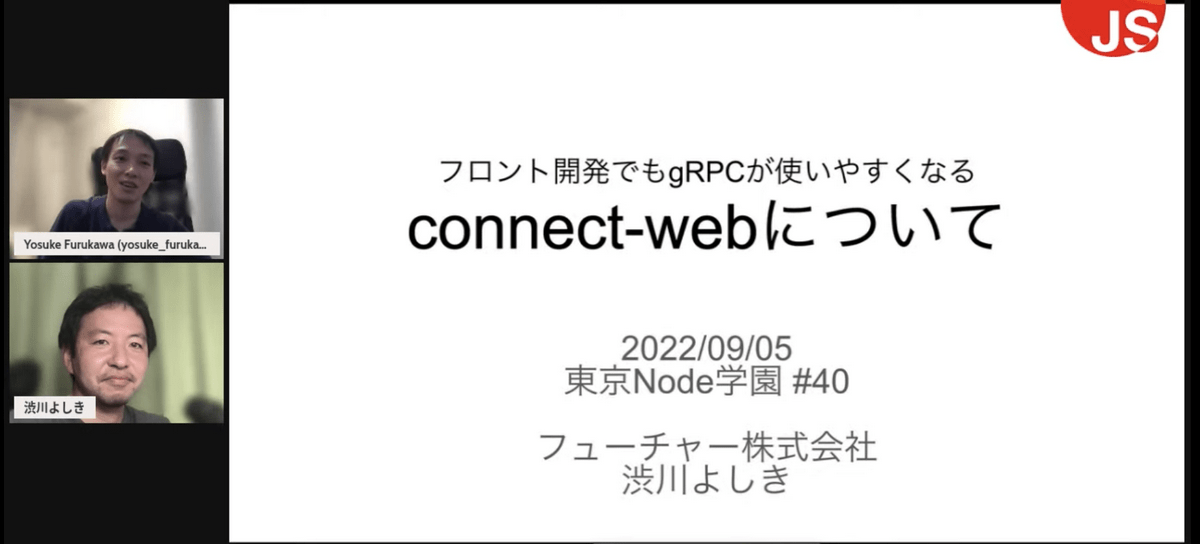 JS
フロント開発でもgRPCが使いやすくなる
connect-webについて
2022/09/05
東京Node学園 #40
フューチャー株式会社
渋川よしき
Yosuke Furukawa (yosuke_furuka...
渋川よしき